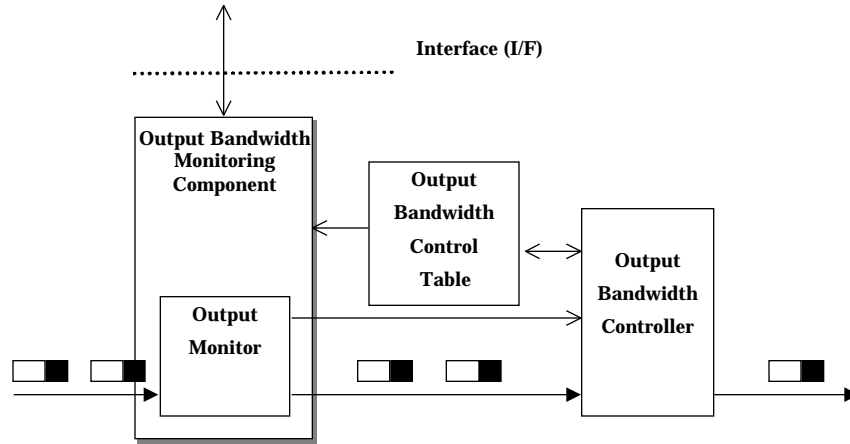 Interface (I/F)
Output Bandwidth
Monitoring
Component
Output
Bandwidth
Control
Table
Output
Bandwidth
Controller
Output
Monitor